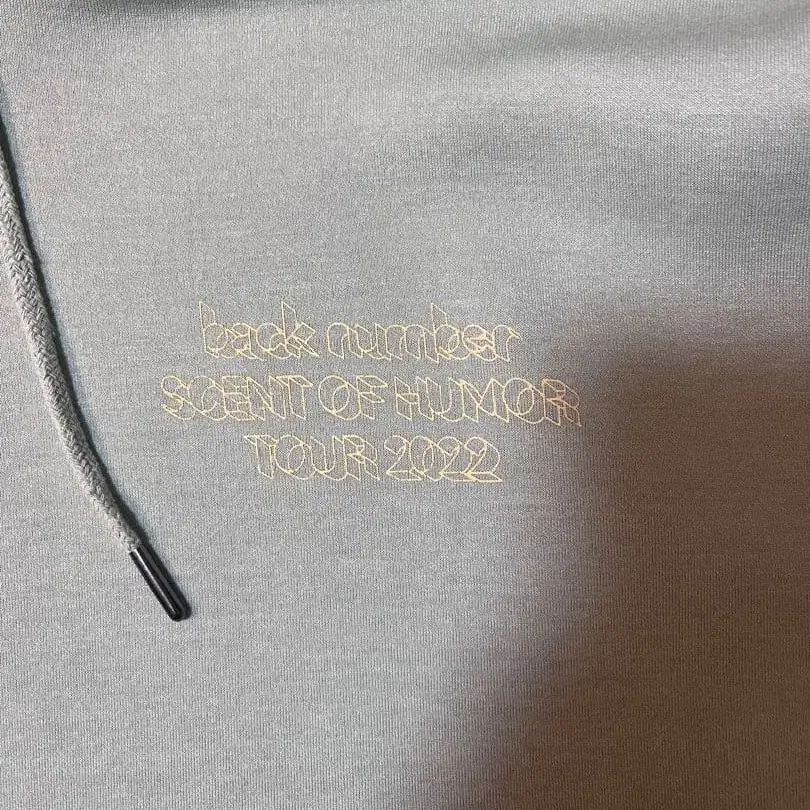 back number
SCENT OF HUMOR
TOUR 2022